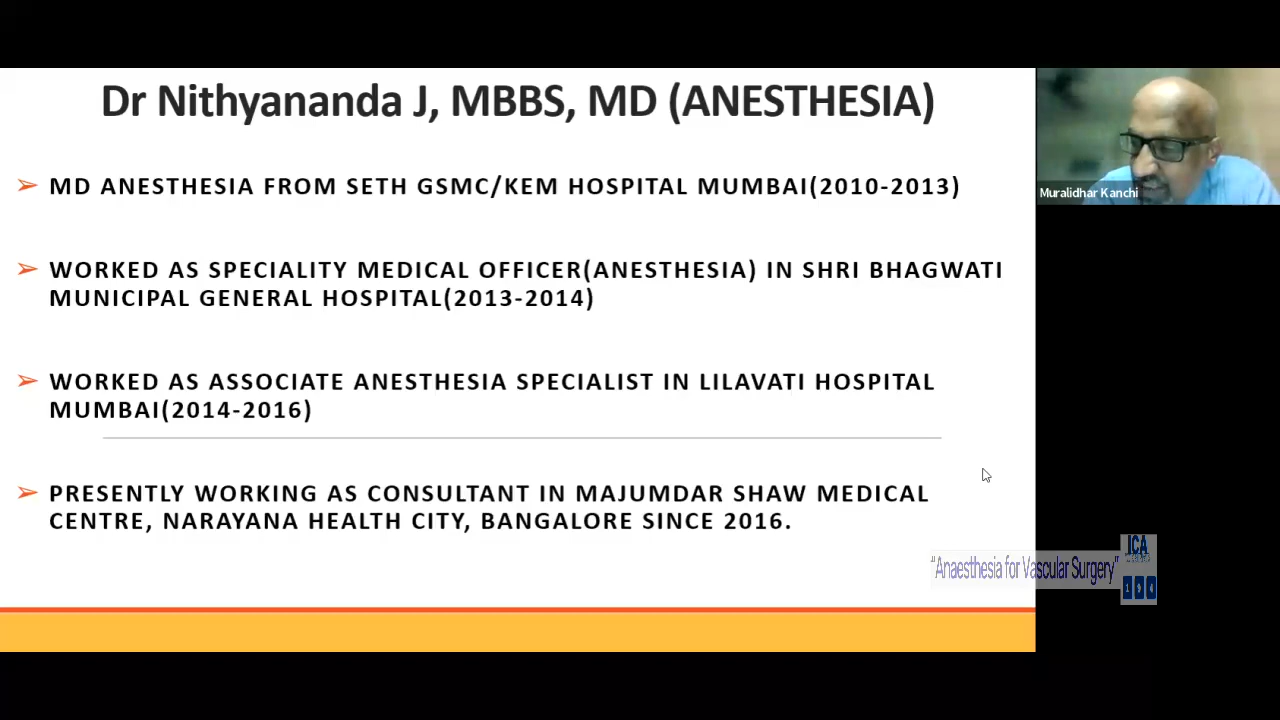 Dr Nithyananda J, MBBS, MD (ANESTHESIA)
➢ MD ANESTHESIA FROM SETH GSMC/KEM HOSPITAL MUMBAI(2010-2013)
➢ WORKED AS SPECIALITY MEDICAL OFFICER(ANESTHESIA) IN SHRI BHAGWATI
MUNICIPAL GENERAL HOSPITAL(2013-2014)
➢ WORKED AS ASSOCIATE ANESTHESIA SPECIALIST IN LILAVATI HOSPITAL
MUMBAI(2014-2016)
➢ PRESENTLY WORKING AS CONSULTANT IN MAJUMDAR SHAW MEDICAL
CENTRE, NARAYANA HEALTH CITY, BANGALORE SINCE 2016.
Muralidhar Kanchi
"Anaesthesia for Vascular Surgery"
ICA